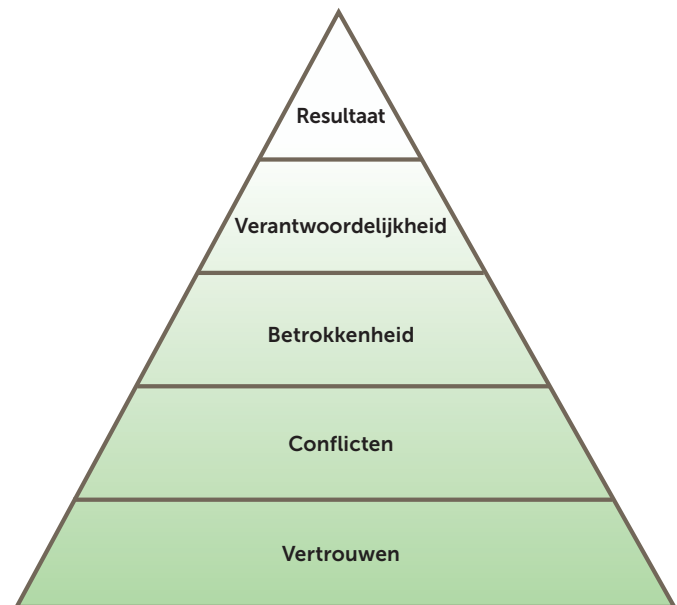 Resultaat
Verantwoordelijkheid
Betrokkenheid
Conflicten
Vertrouwen